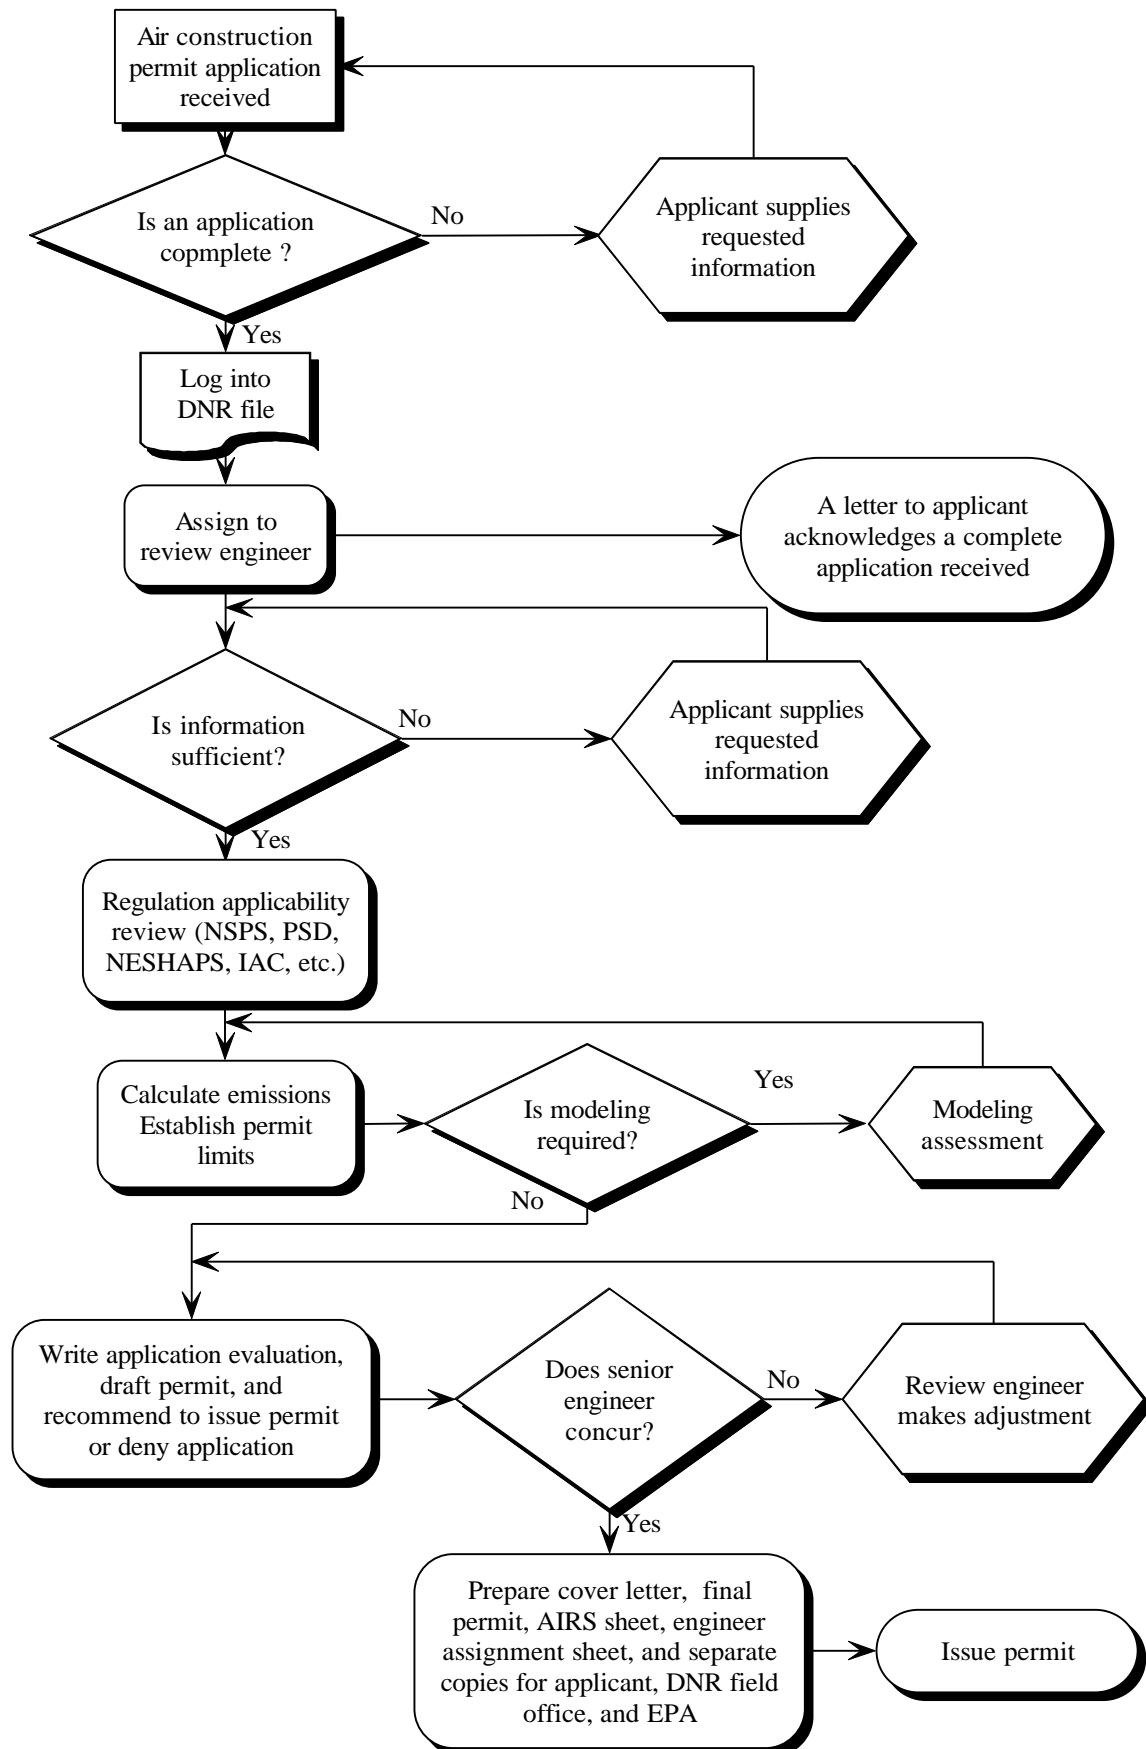 Air construction
permit application
received
Is an application
copmplete ?
No
Applicant supplies
requested
information
Yes
Log into
DNR file
Assign to
review engineer
A letter to applicant
acknowledges a complete
application received
Is information
sufficient?
No
Applicant supplies
requested
information
Yes
Regulation applicability
review (NSPS, PSD,
NESHAPS, IAC, etc.)
Calculate emissions
Establish permit
limits
Is modeling
required?
Yes
Modeling
assessment
No
Write application evaluation,
draft permit, and
recommend to issue permit
or deny application
Does senior
engineer
concur?
No
Review engineer
makes adjustment
Yes
Prepare cover letter,  final
permit, AIRS sheet, engineer
assignment sheet, and separate
copies for applicant, DNR field
office, and EPA
Issue permit